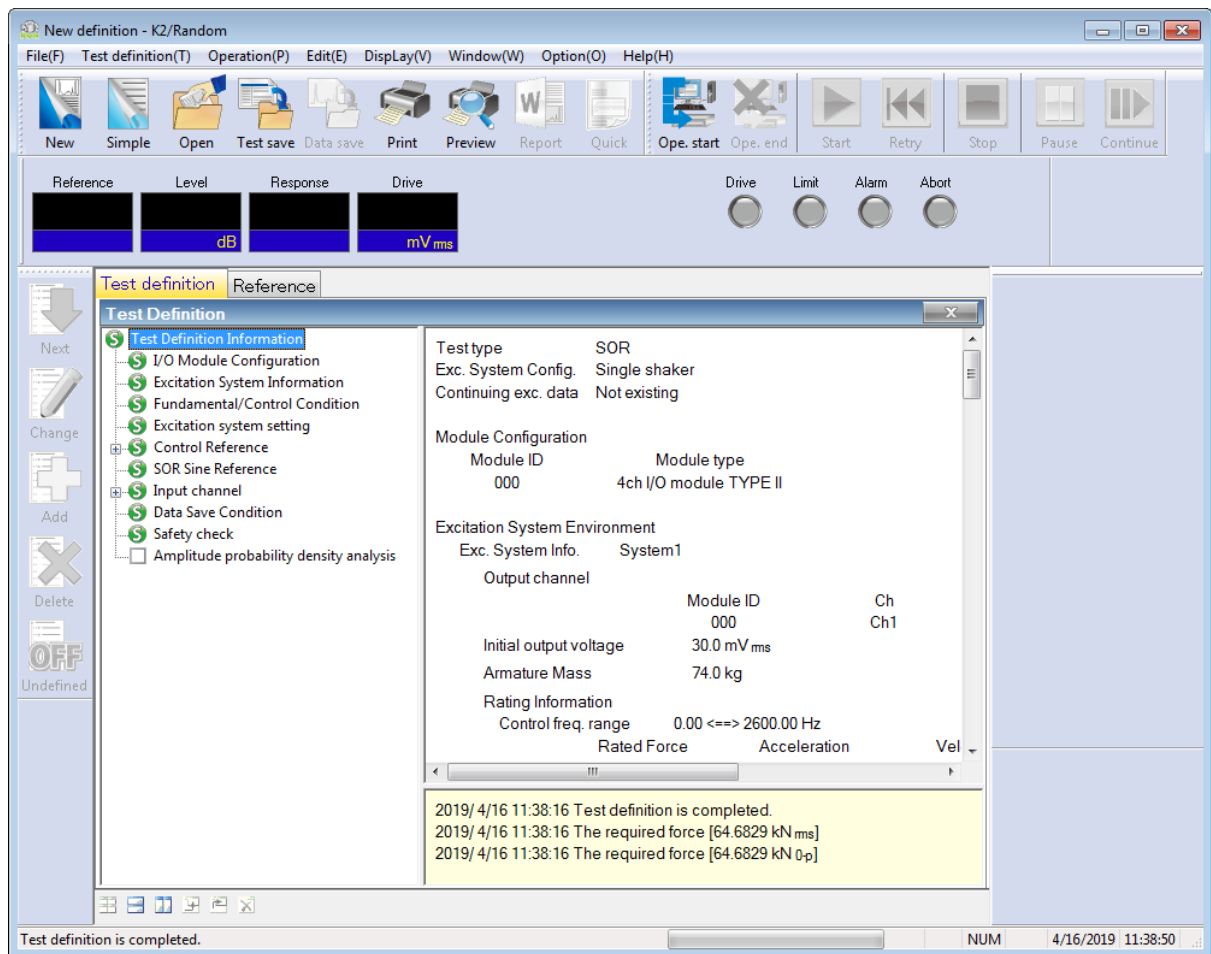 New definition - K2/Random
File(F) Test definition(T) Operation(P) Edit(E) DispLay(V) Window(W) Option(O) Help(H)
New Simple Open Test save Data save Print Preview Report Quick Ope. start Ope. end Start Retry Stop Pause Continue
Reference Level Response Drive Drive Limit Alarm Abort
dB mV rms
Test definition Reference
Test Definition
Next
Change
Add
Delete
OFF
Undefined
Test Definition Information
I/O Module Configuration
Excitation System Information
Fundamental/Control Condition
Excitation system setting
Control Reference
SOR Sine Reference
Input channel
Data Save Condition
Safety check
Amplitude probability density analysis
Test type SOR
Exc. System Config. Single shaker
Continuing exc. data Not existing
Module Configuration
Module ID Module type
000 4ch I/O module TYPE II
Excitation System Environment
Exc. System Info. System1
Output channel
Module ID Ch
000 Ch1
Initial output voltage 30.0 mV rms
Armature Mass 74.0 kg
Rating Information
Control freq. range 0.00 <==> 2600.00 Hz
Rated Force Acceleration Vel
2019/ 4/16 11:38:16 Test definition is completed.
2019/ 4/16 11:38:16 The required force [64.6829 kN rms]
2019/ 4/16 11:38:16 The required force [64.6829 kN 0-p]
Test definition is completed. NUM 4/16/2019 11:38:50